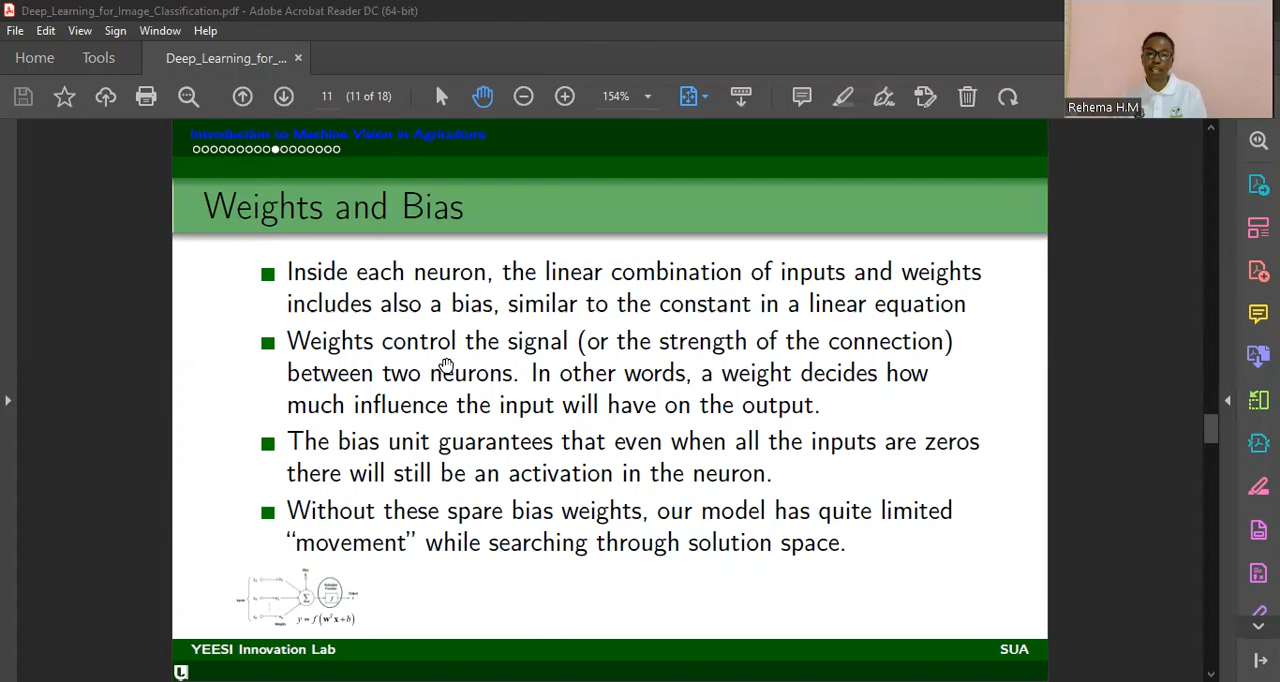 Deep_Learning_for_Image_Classification.pdf - Adobe Acrobat Reader DC (64-bit)
File Edit View Sign Window Help
Home Tools Deep_Learning_for_... ×
11 (11 of 18) 154%
Rehema H.M
Introduction to Machine Vision in Agriculture
Weights and Bias
Inside each neuron, the linear combination of inputs and weights
includes also a bias, similar to the constant in a linear equation
Weights control the signal (or the strength of the connection)
between two neurons. In other words, a weight decides how
much influence the input will have on the output.
The bias unit guarantees that even when all the inputs are zeros
there will still be an activation in the neuron.
Without these spare bias weights, our model has quite limited
“movement” while searching through solution space.
y = f(wᵀx+b)
YEESI Innovation Lab SUA